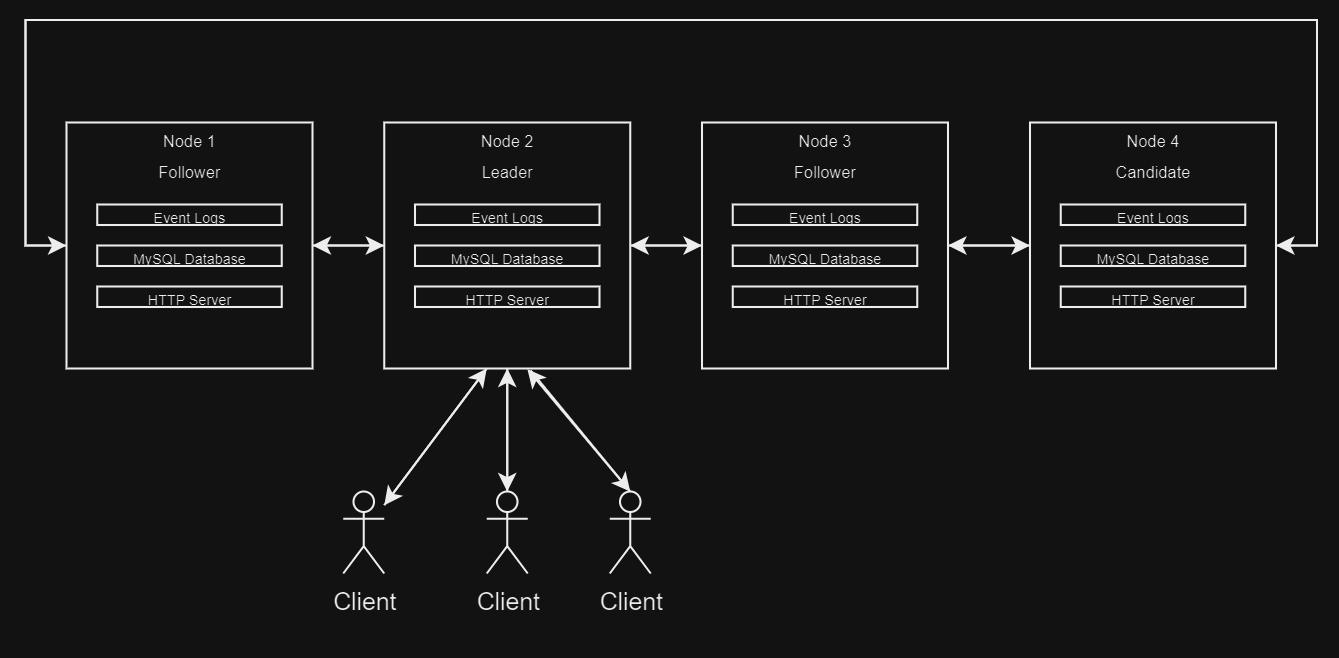 Node 1
Follower
Event Logs
MySQL Database
HTTP Server
Node 2
Leader
Event Logs
MySQL Database
HTTP Server
Node 3
Follower
Event Logs
MySQL Database
HTTP Server
Node 4
Candidate
Event Logs
MySQL Database
HTTP Server
Client
Client
Client